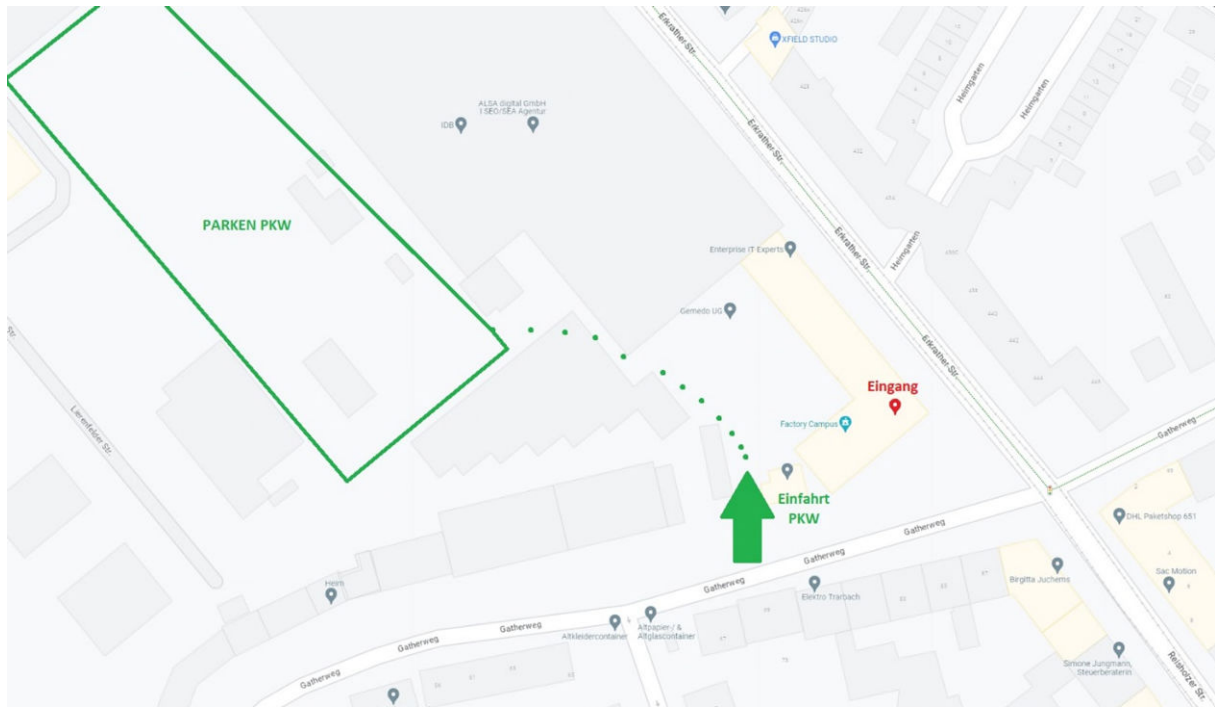 Erkrather Str.
XFIELD STUDIO
Heimgarten
Heimgarten
ALSA digital GmbH
I SEO/SEA Agentur
IDB
Erkrather Str.
PARKEN PKW
Erkrather Str.
Heimgarten
Enterprise IT Experts
Gemedo UG
Erkrather Str.
Eingang
Factory Campus
Gatherweg
Lierenfelder Str.
Str.
Einfahrt
PKW
DHL Paketshop 651
Gatherweg
Gatherweg
Sac Motion
Birgitta Juchems
Heim
Gatherweg
Elektro Trarbach
Altpapier-/ &
Altglascontainer
Altkleidercontainer
Gatherweg
Gatherweg
Gatherweg
Simone Jungmann,
Steuerberaterin
Reisholzer Str.